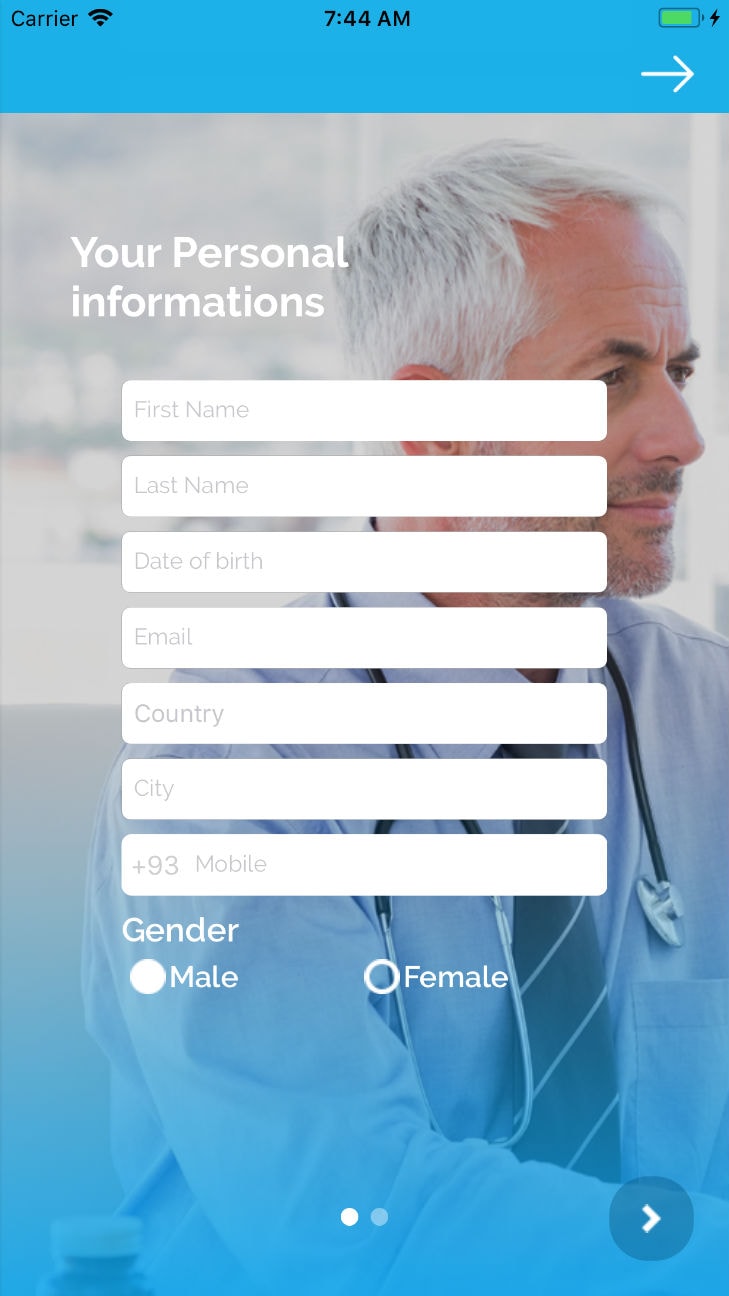 Carrier 7:44 AM
Your Personal
informations
First Name
Last Name
Date of birth
Email
Country
City
+93 Mobile
Gender
Male Female